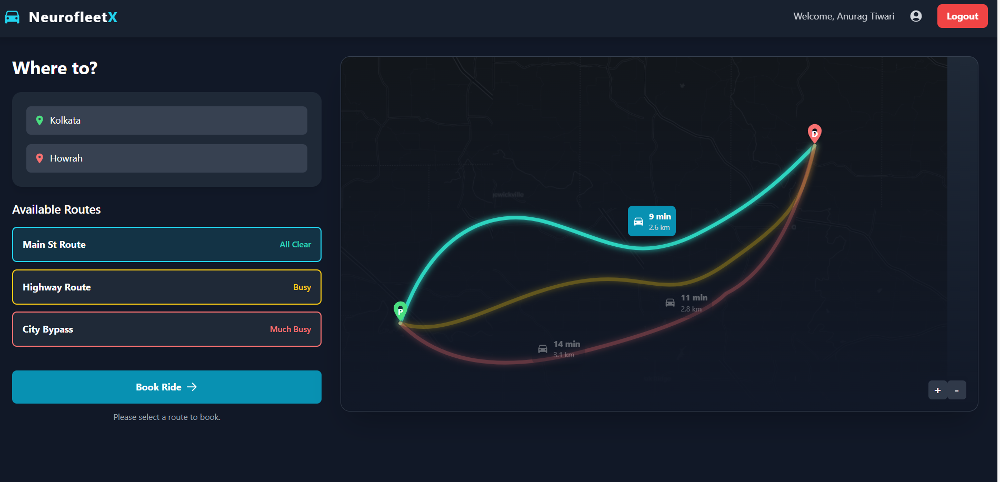 NeurofleetX
Welcome, Anurag Tiwari
Logout
Where to?
Kolkata
Howrah
Available Routes
Main St Route
All Clear
Highway Route
Busy
City Bypass
Much Busy
Book Ride →
Please select a route to book.
D
9 min
2.6 km
11 min
2.8 km
P
14 min
3.1 km
+
-